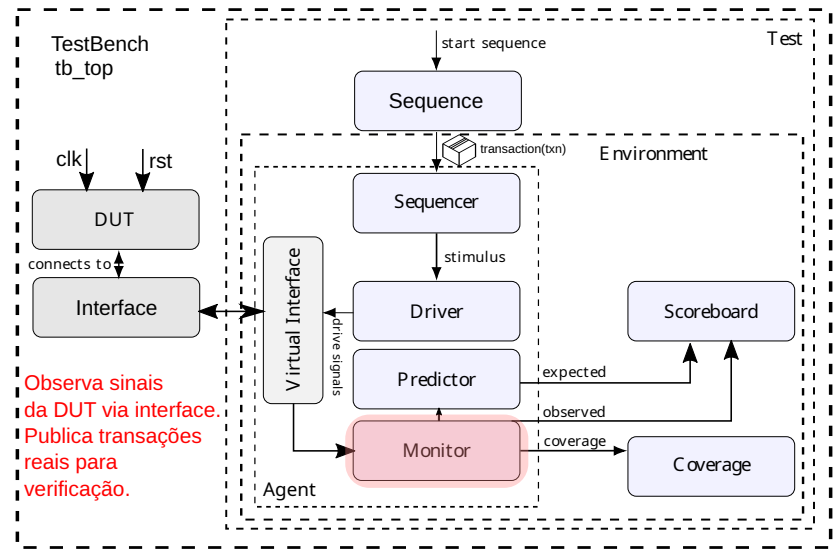 TestBench
tb_top
Test
start sequence
Sequence
transaction(txn)
Environment
clk
rst
Sequencer
DUT
stimulus
connects to
Interface
Virtual Interface
drive signals
Driver
Scoreboard
Predictor
expected
Observa sinais
da DUT via interface.
Publica transações
reais para
verificação.
observed
Monitor
coverage
Coverage
Agent